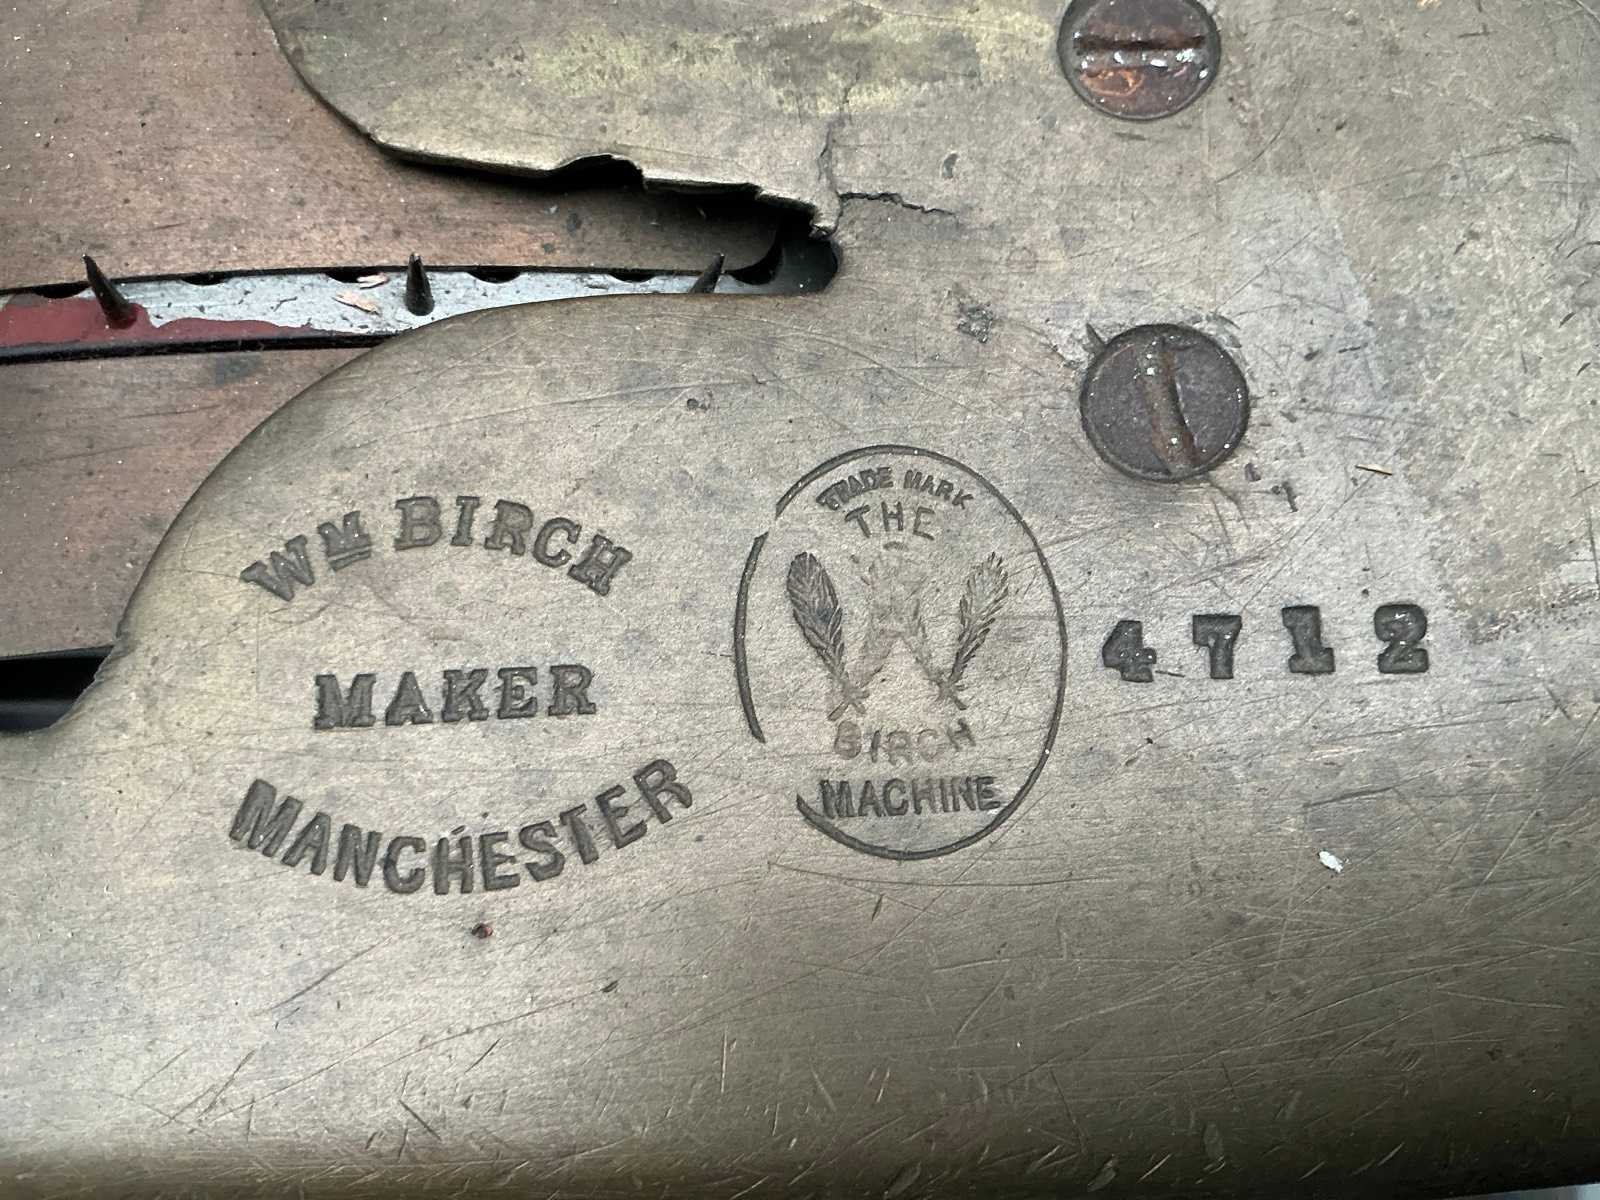 WM BIRCH
MAKER
MANCHESTER
TRADE MARK
THE
BIRCH
MACHINE
4712